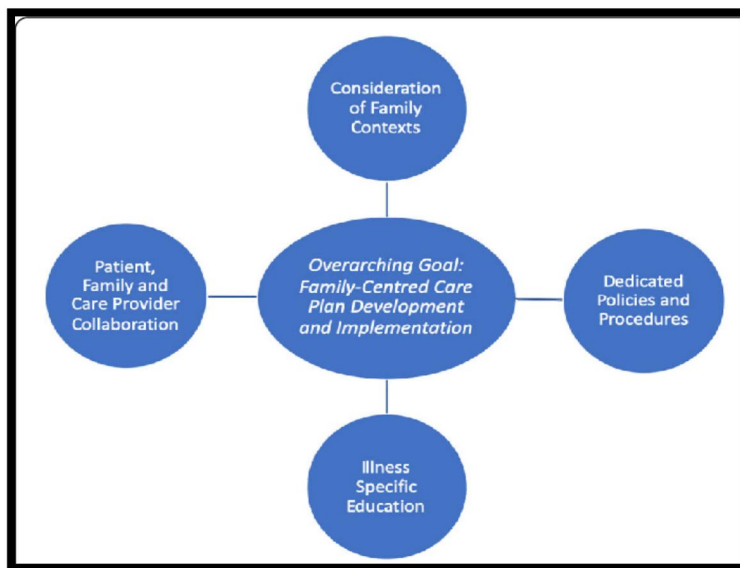 Consideration
of Family
Contexts
Patient,
Family and
Care Provider
Collaboration
Overarching Goal:
Family-Centred Care
Plan Development
and Implementation
Dedicated
Policies and
Procedures
Illness
Specific
Education